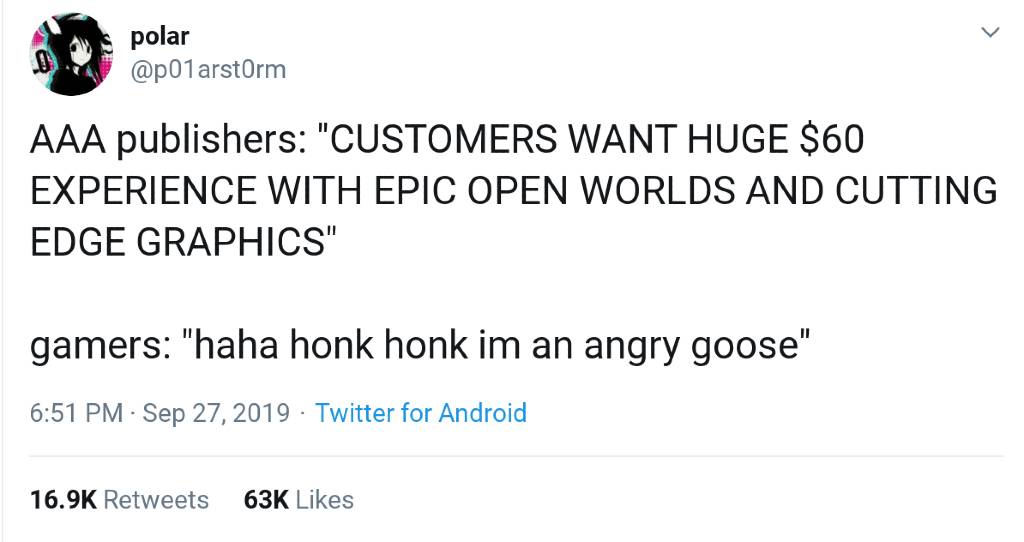 polar
@p01arst0rm
AAA publishers: "CUSTOMERS WANT HUGE $60
EXPERIENCE WITH EPIC OPEN WORLDS AND CUTTING
EDGE GRAPHICS"
gamers: "haha honk honk im an angry goose"
6:51 PM · Sep 27, 2019 · Twitter for Android
16.9K Retweets 63K Likes